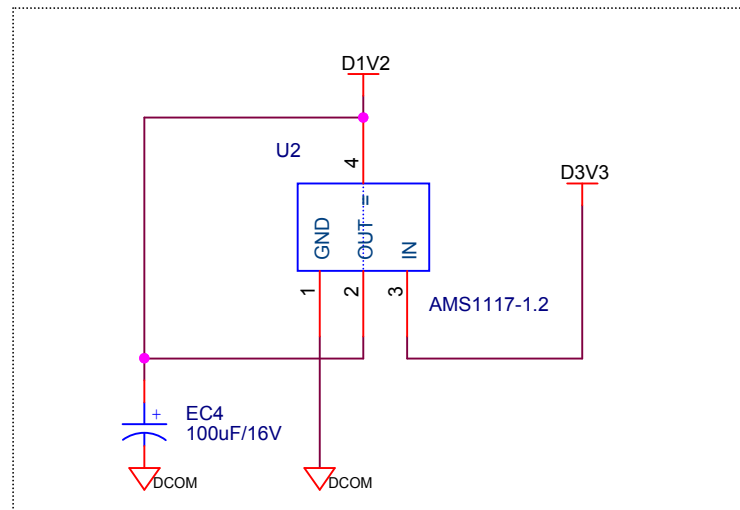 D1V2
U2
4
D3V3
GND
OUT =
IN
1
2
3
AMS1117-1.2
+
EC4
100uF/16V
DCOM
DCOM